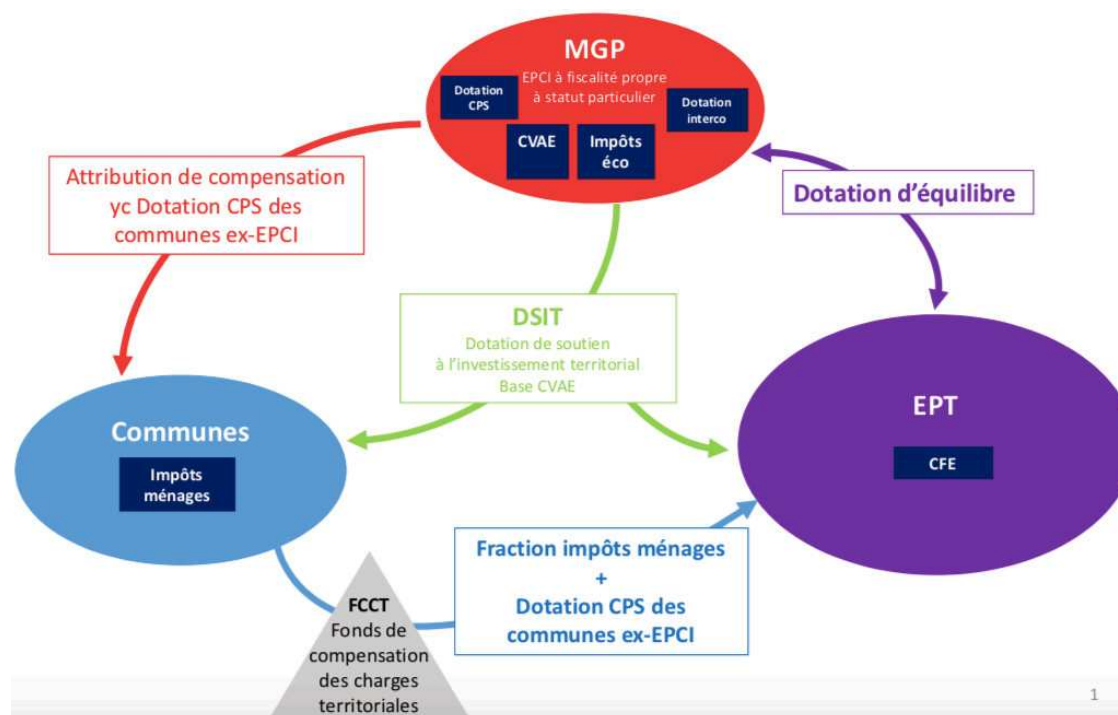 MGP
EPCI à fiscalité propre
à statut particulier
Dotation
CPS
Dotation
interco
CVAE
Impôts
éco
Attribution de compensation
yc Dotation CPS des
communes ex-EPCI
Dotation d’équilibre
DSIT
Dotation de soutien
à l’investissement territorial
Base CVAE
Communes
Impôts
ménages
EPT
CFE
Fraction impôts ménages
+
Dotation CPS des
communes ex-EPCI
FCCT
Fonds de
compensation
des charges
territoriales
1